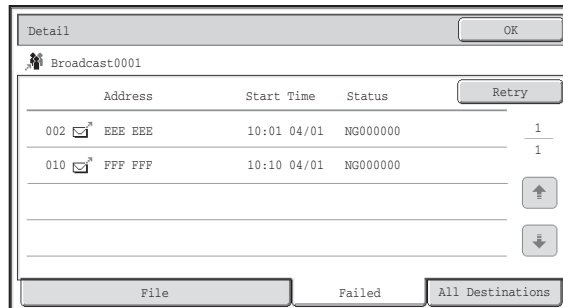 Detail OK
Broadcast0001
Address Start Time Status Retry
002 EEE EEE 10:01 04/01 NG000000 1
1
010 FFF FFF 10:10 04/01 NG000000
File Failed All Destinations